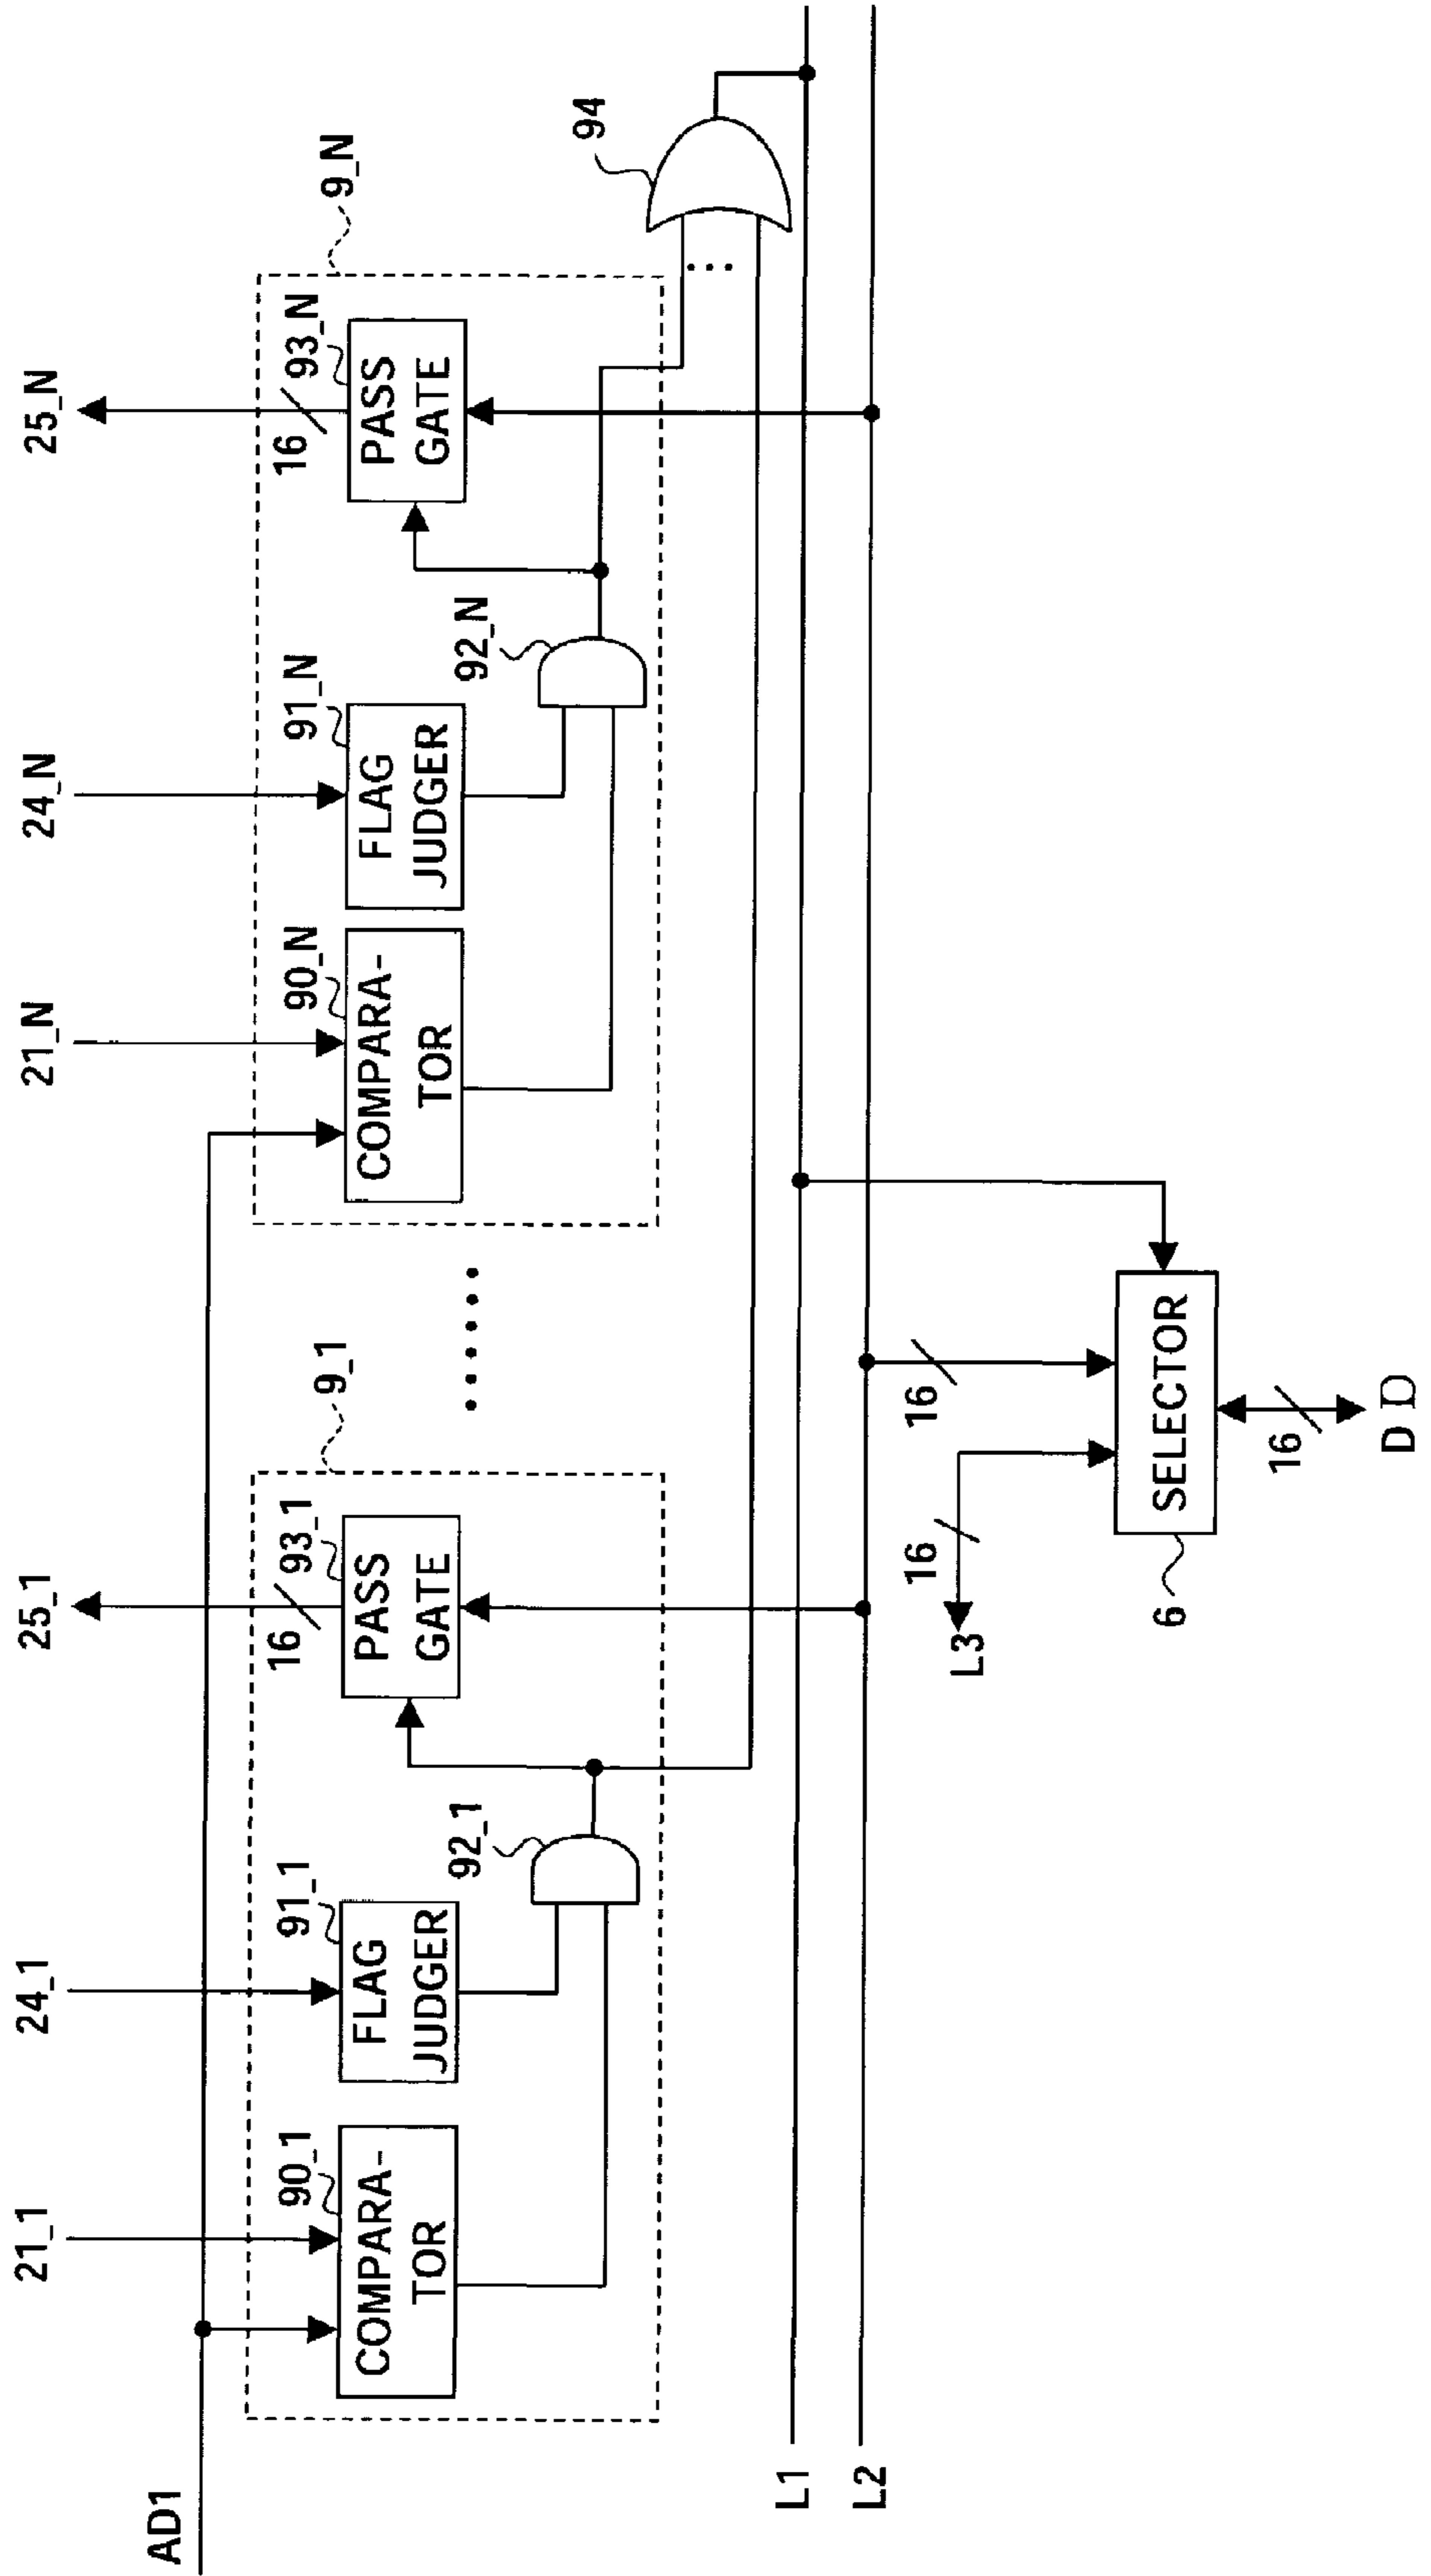 AD1
21_1
24_1
25_1
21_N
24_N
25_N
9_1
9_N
90_1
91_1
93_1
16
90_N
91_N
93_N
16
COMPARA-
TOR
FLAG
JUDGER
PASS
GATE
COMPARA-
TOR
FLAG
JUDGER
PASS
GATE
92_1
92_N
94
L1
L2
L3
16
16
6
SELECTOR
16
D D